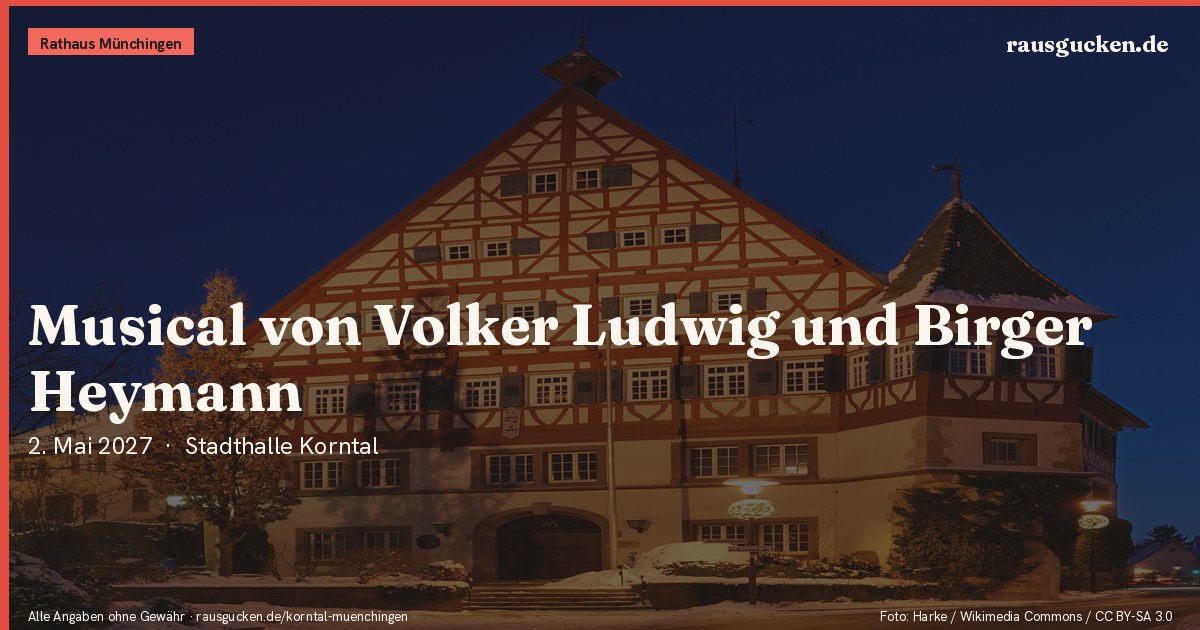 Rathaus Münchingen
rausgucken.de
Musical von Volker Ludwig und Birger
Heymann
2. Mai 2027 · Stadthalle Korntal
Alle Angaben ohne Gewähr · rausgucken.de/korntal-muenchingen
Foto: Harke / Wikimedia Commons / CC BY-SA 3.0